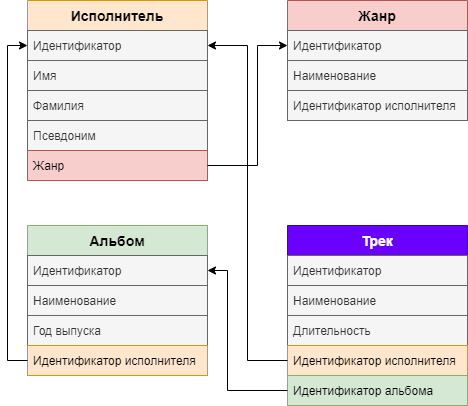 Исполнитель
Идентификатор
Имя
Фамилия
Псевдоним
Жанр
Жанр
Идентификатор
Наименование
Идентификатор исполнителя
Альбом
Идентификатор
Наименование
Год выпуска
Идентификатор исполнителя
Трек
Идентификатор
Наименование
Длительность
Идентификатор исполнителя
Идентификатор альбома